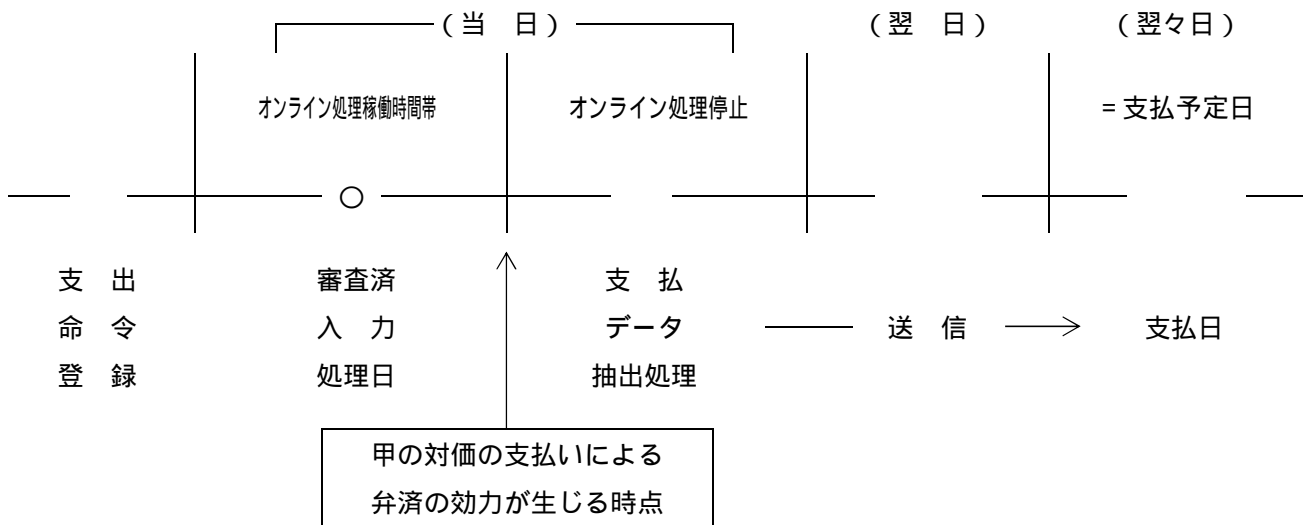 (当　日) (翌　日) (翌々日)
オンライン処理稼働時間帯 オンライン処理停止 =支払予定日
支　出 審査済 支　払
命　令 入　力 データ 送　信 支払日
登　録 処理日 抽出処理
甲の対価の支払いによる
弁済の効力が生じる時点